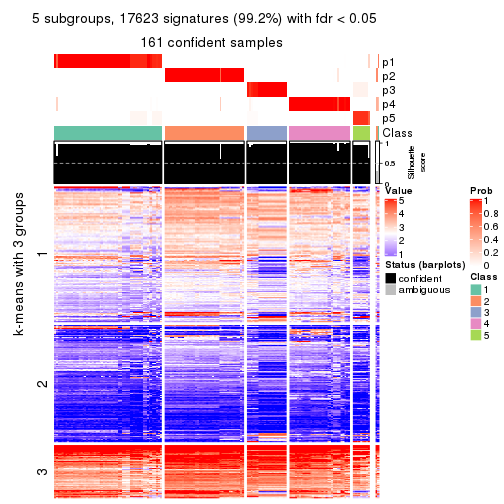 5 subgroups, 17623 signatures (99.2%) with fdr < 0.05
161 confident samples
p1
p2
p3
p4
p5
Class
1
0.5
0
Silhouette
score
k-means with 3 groups
1
2
3
Value
5
4
3
2
1
Status (barplots)
confident
ambiguous
Prob
1
0.8
0.6
0.4
0.2
0
Class
1
2
3
4
5